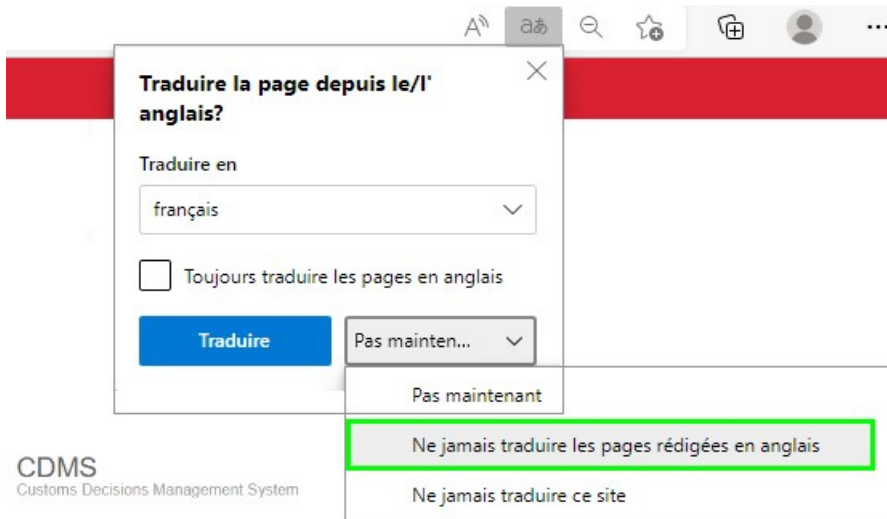 Traduire la page depuis le/l'
anglais?
Traduire en
français
Toujours traduire les pages en anglais
Traduire
Pas mainten...
Pas maintenant
Ne jamais traduire les pages rédigées en anglais
Ne jamais traduire ce site
CDMS
Customs Decisions Management System